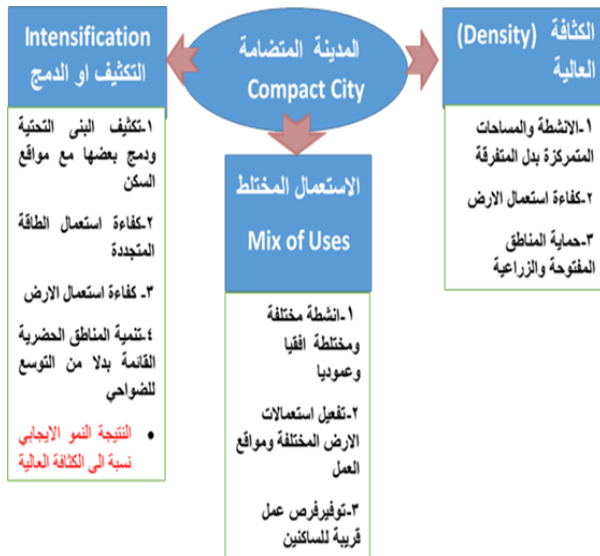 المدينة المتضامة
Compact City
الكثافة (Density)
العالية
١-الانشطة والمساحات
المتمركزة بدل المتفرقة
٢-كفاءة استعمال الارض
٣-حماية المناطق
المفتوحة والزراعية
الاستعمال المختلط
Mix of Uses
١-انشطة مختلفة
ومختلطة افقيا
وعموديا
٢-تفعيل استعمالات
الارض المختلفة ومواقع
العمل
٣-توفيرفرص عمل
قريبة للساكنين
Intensification
التكثيف او الدمج
١-تكثيف البنى التحتية
ودمج بعضها مع مواقع
السكن
٢-كفاءة استعمال الطاقة
المتجددة
٣- كفاءة استعمال الارض
٤-تنمية المناطق الحضرية
القائمة بدلا من التوسع
للضواحي
• النتيجة النمو الايجابي
نسبة الى الكثافة العالية